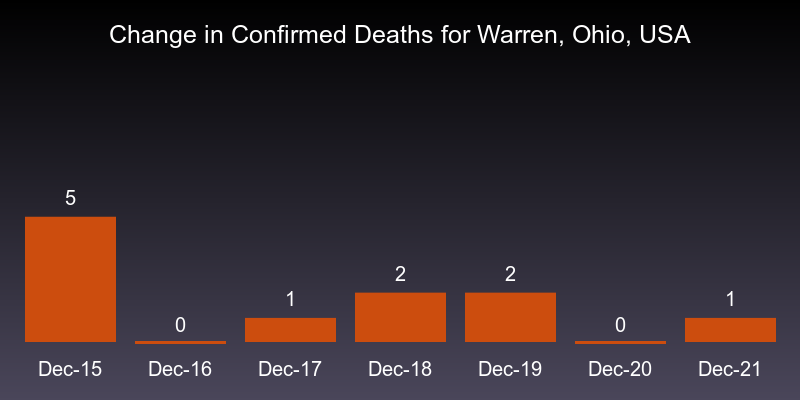 Change in Confirmed Deaths for Warren, Ohio, USA
5
0
1
2
2
0
1
Dec-15
Dec-16
Dec-17
Dec-18
Dec-19
Dec-20
Dec-21